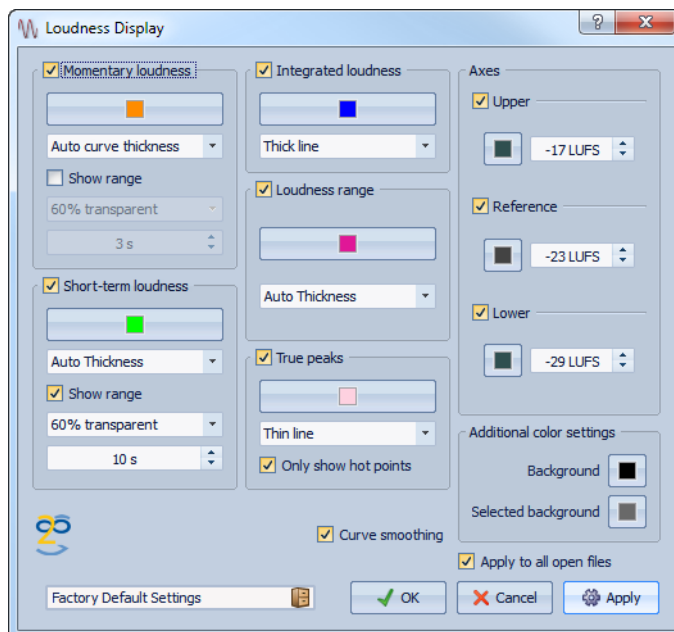 Loudness Display
?
Momentary loudness
Auto curve thickness
Show range
60% transparent
3 s
Short-term loudness
Auto Thickness
Show range
60% transparent
10 s
Integrated loudness
Thick line
Loudness range
Auto Thickness
True peaks
Thin line
Only show hot points
Axes
Upper
-17 LUFS
Reference
-23 LUFS
Lower
-29 LUFS
Additional color settings
Background
Selected background
Curve smoothing
Apply to all open files
Factory Default Settings
OK
Cancel
Apply